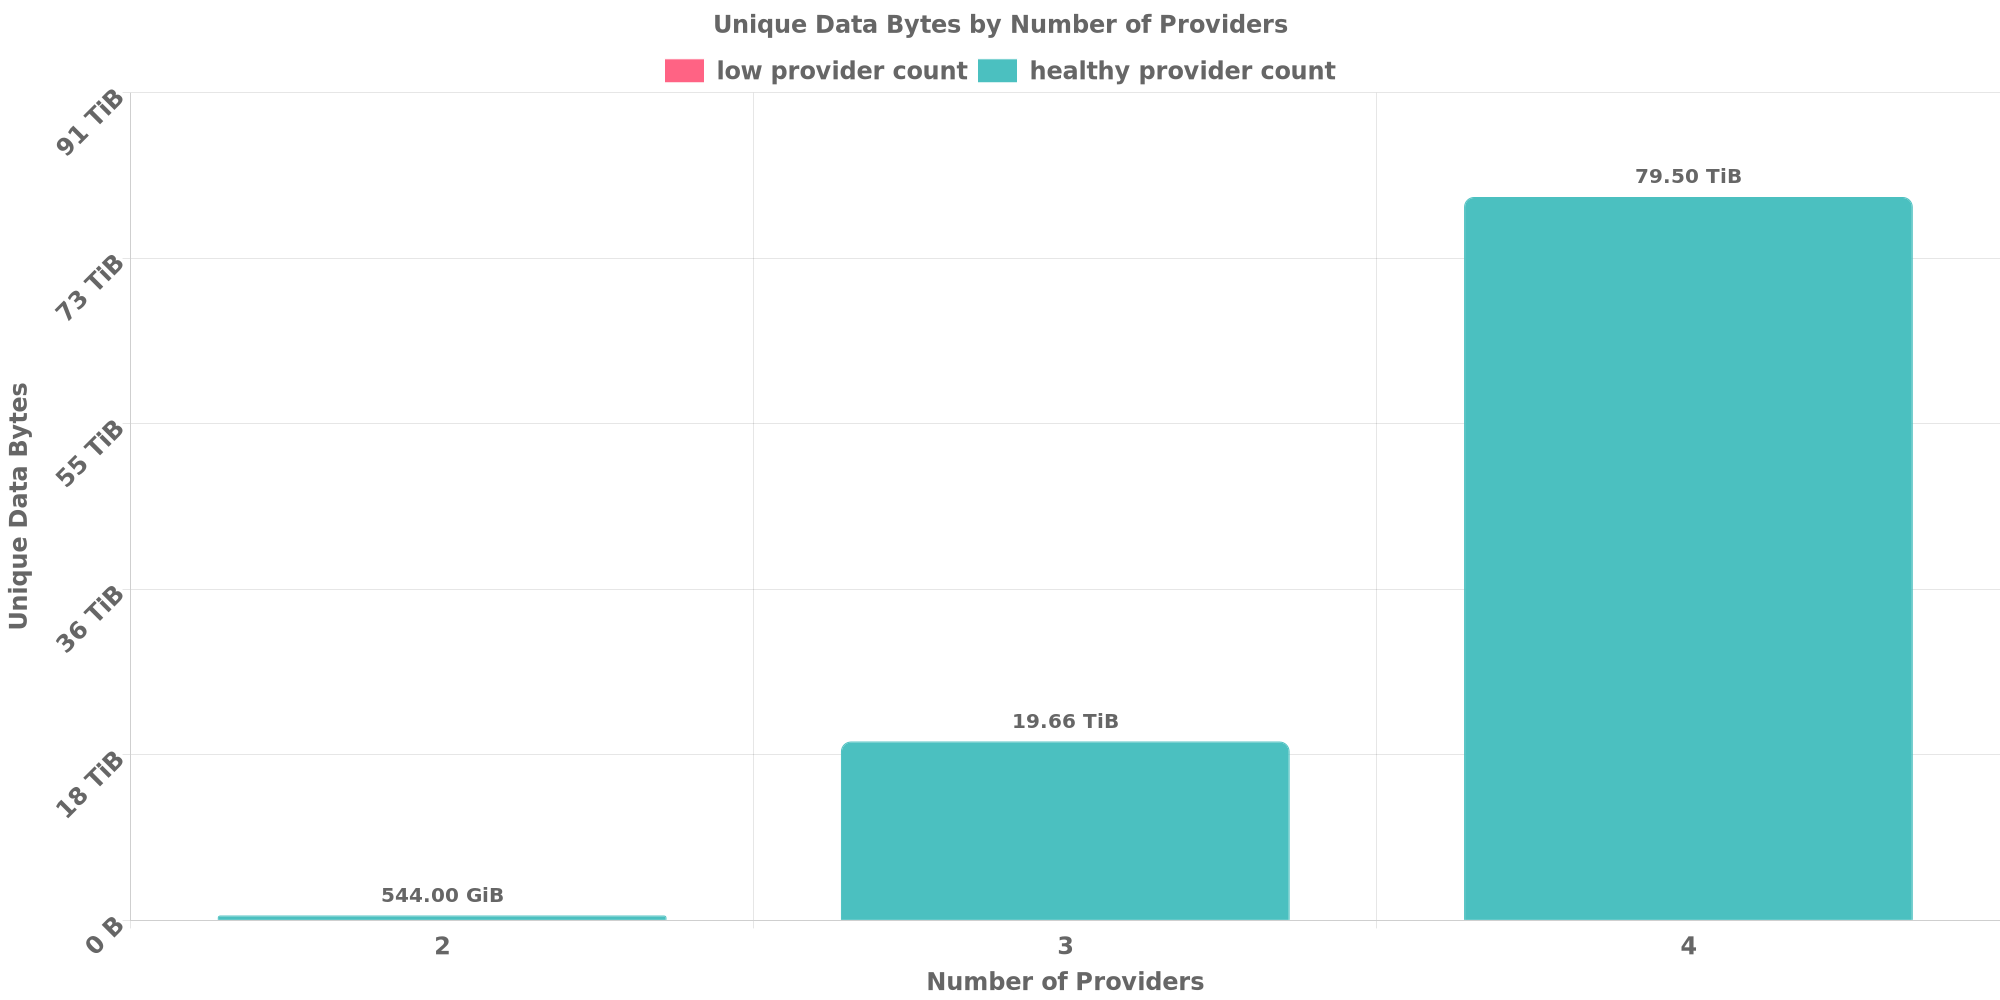 Unique Data Bytes by Number of Providers
low provider count
healthy provider count
91 TiB
73 TiB
55 TiB
36 TiB
18 TiB
0 B
Unique Data Bytes
544.00 GiB
19.66 TiB
79.50 TiB
2
3
4
Number of Providers